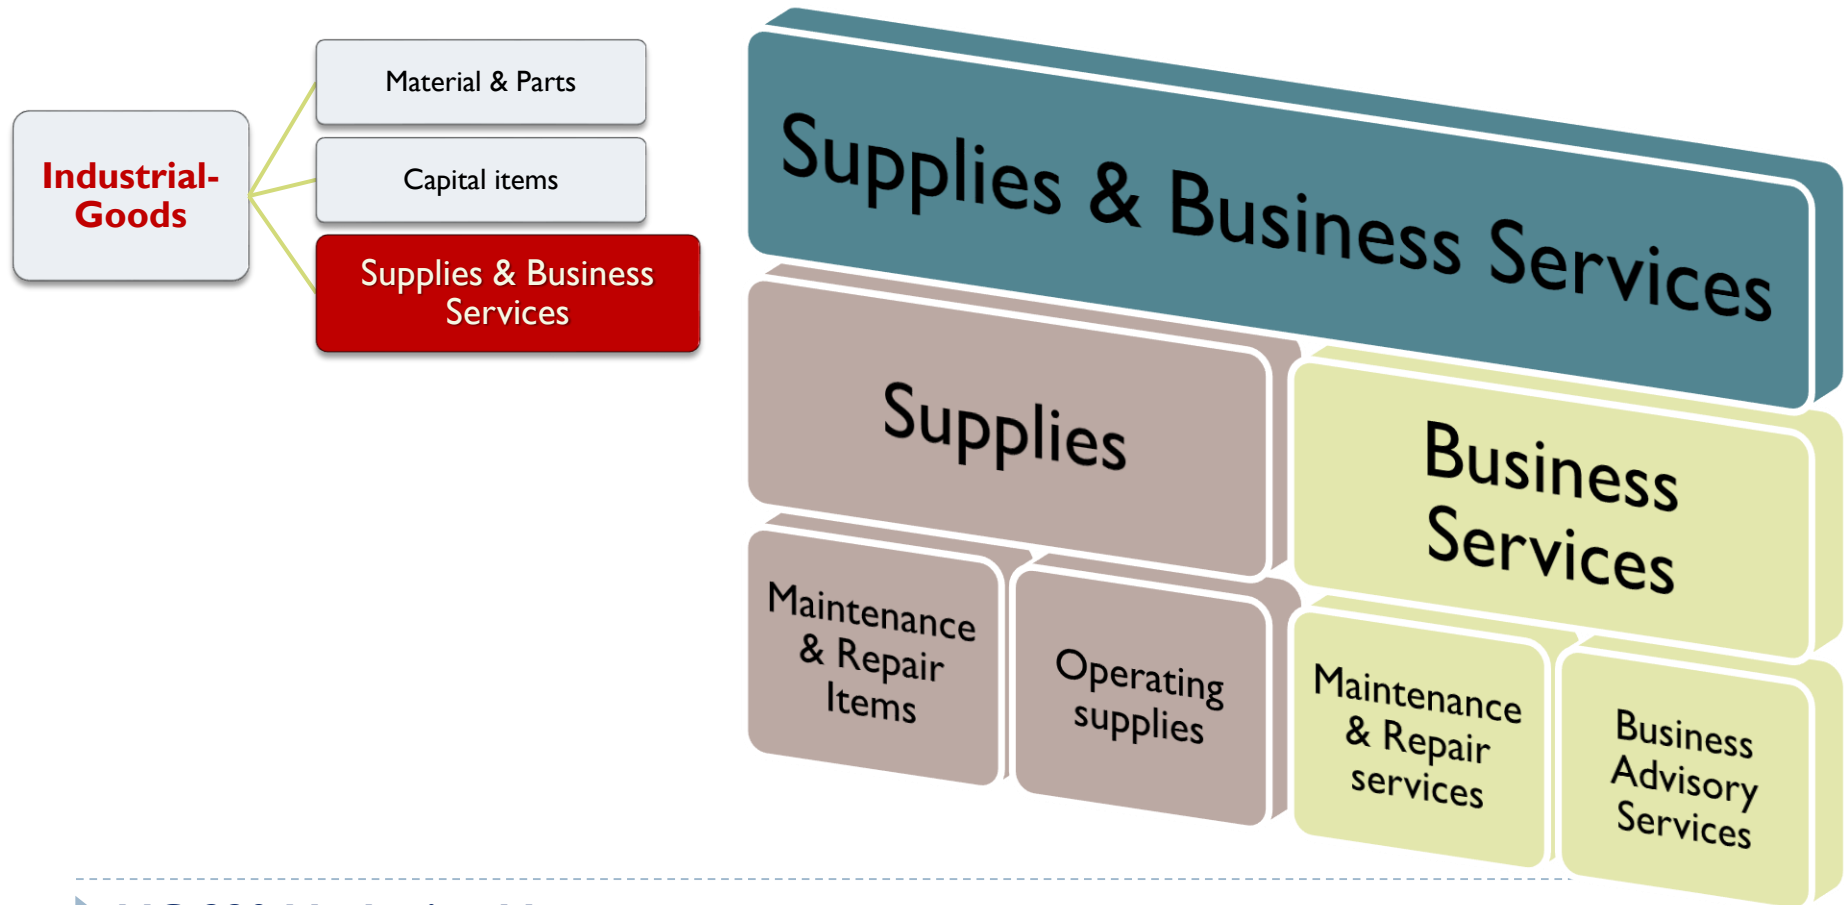 Industrial-
Goods
Material & Parts
Capital items
Supplies & Business
Services
Supplies & Business Services
Supplies
Business
Services
Maintenance
& Repair
Items
Operating
supplies
Maintenance
& Repair
services
Business
Advisory
Services